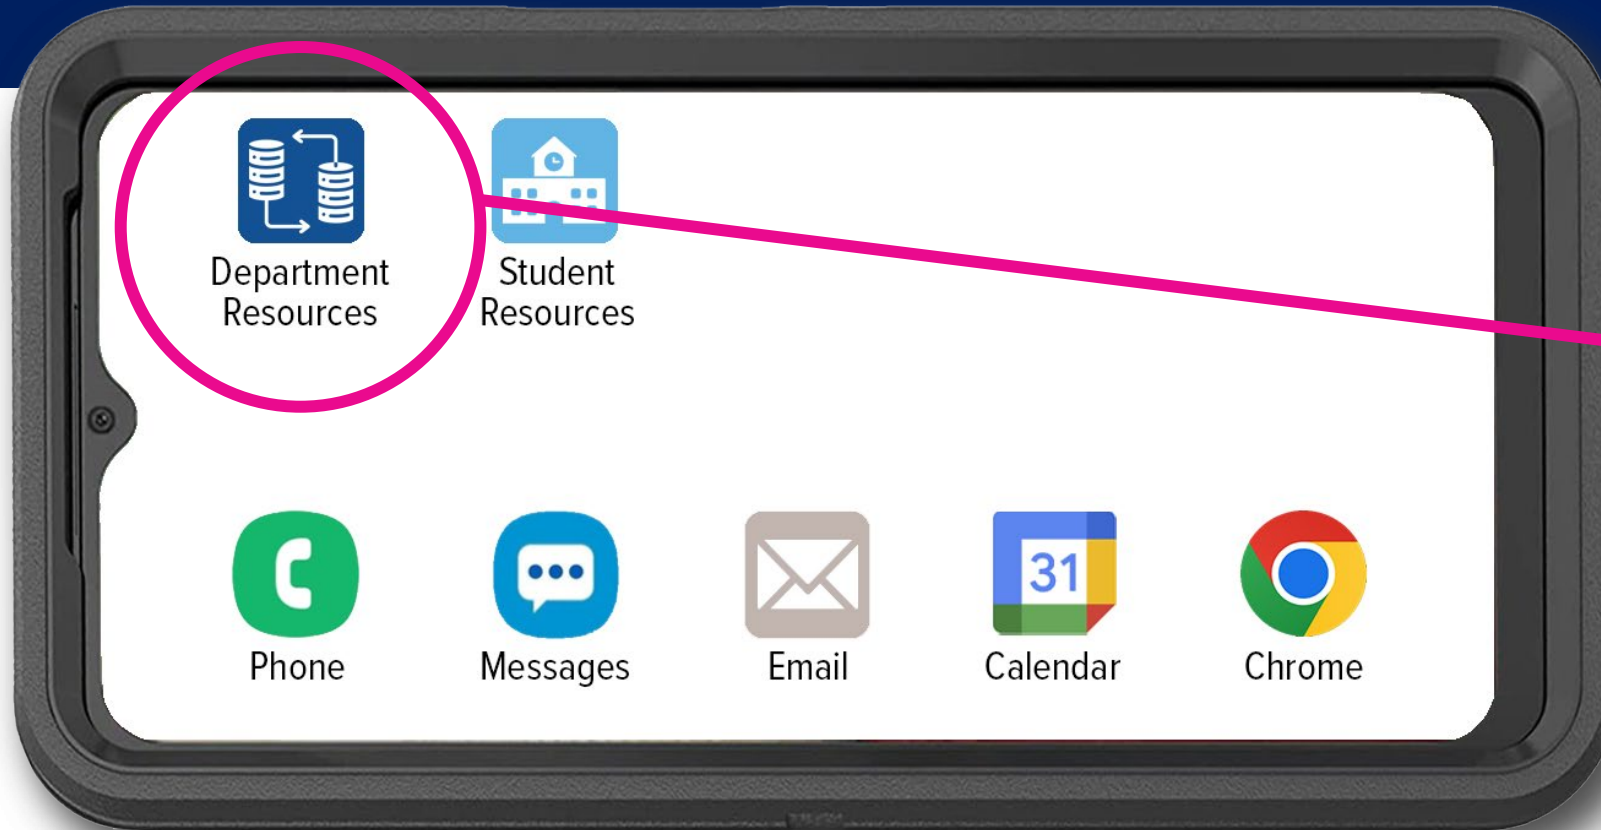 Department
Resources
Student
Resources
31
Phone
Messages
Email
Calendar
Chrome